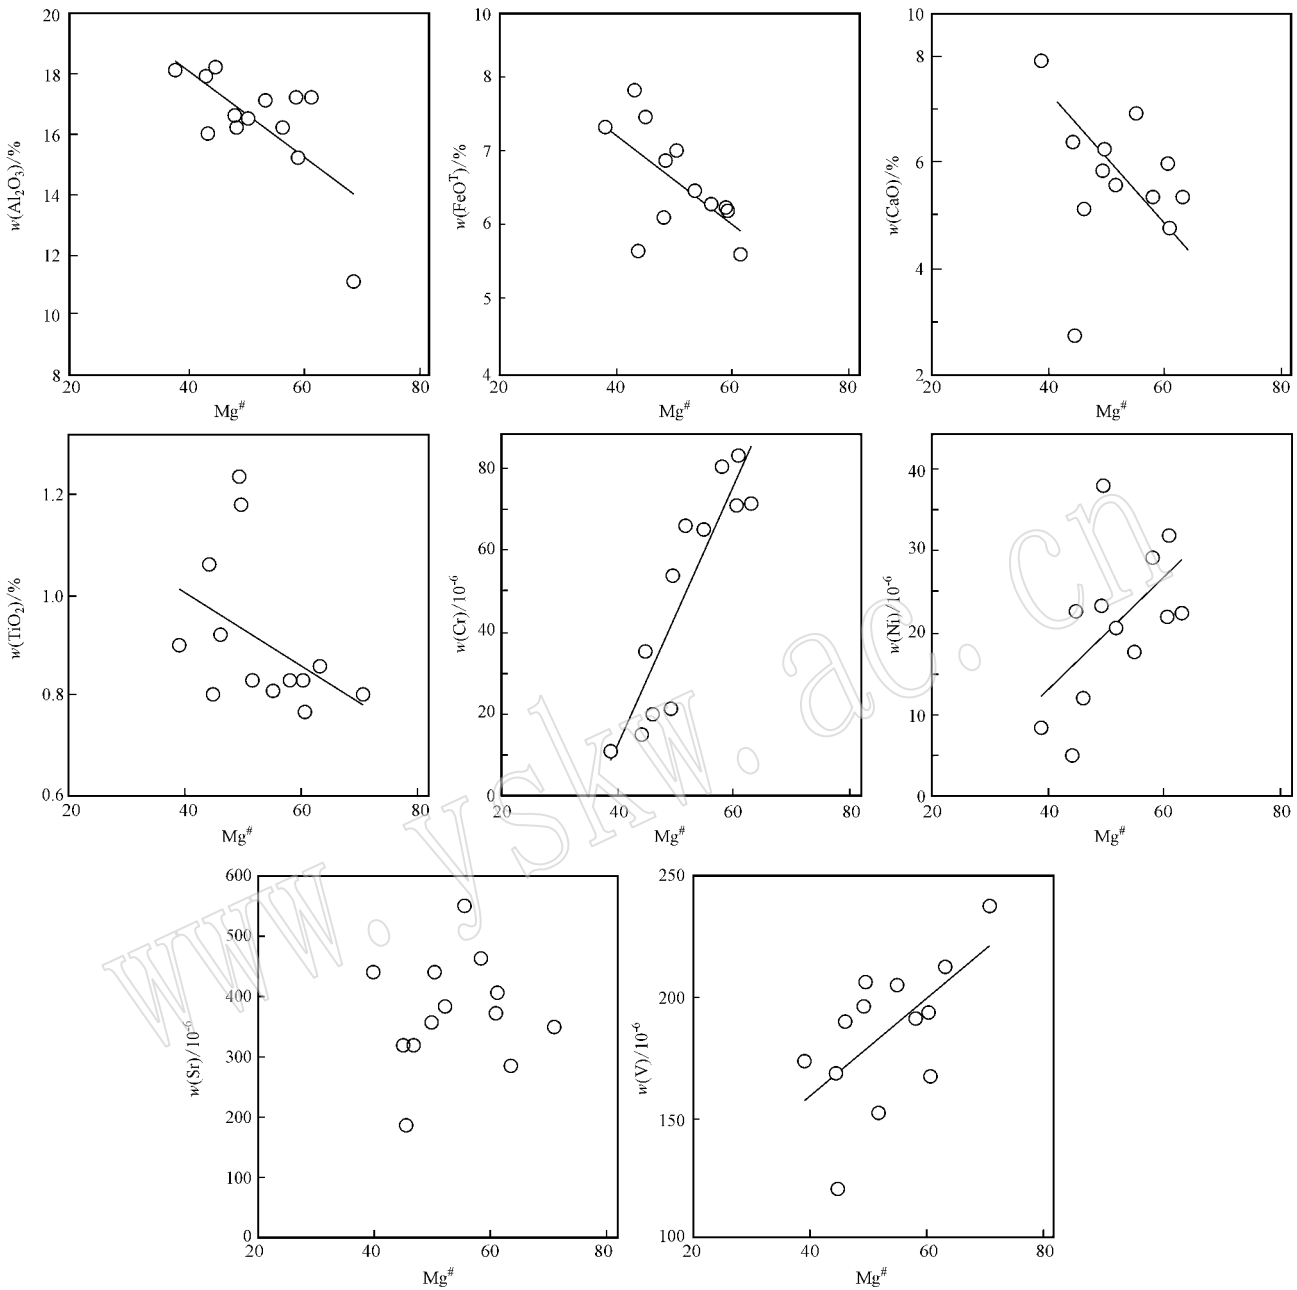 20
18
16
14
12
10
8
w(Al₂O₃)/%
20 40 60 80
Mg#
10
8
7
6
5
4
w(FeOᵀ)/%
20 40 60 80
Mg#
10
8
6
4
2
w(CaO)/%
20 40 60 80
Mg#
1.2
1.0
0.8
0.6
w(TiO₂)/%
20 40 60 80
Mg#
80
60
40
20
0
w(Cr)/10⁻⁶
20 40 60 80
Mg#
40
30
20
10
0
w(Ni)/10⁻⁶
20 40 60 80
Mg#
600
500
400
300
200
100
0
w(Sr)/10⁻⁶
20 40 60 80
Mg#
250
200
150
100
w(V)/10⁻⁶
20 40 60 80
Mg#
www.yskw.ac.cn